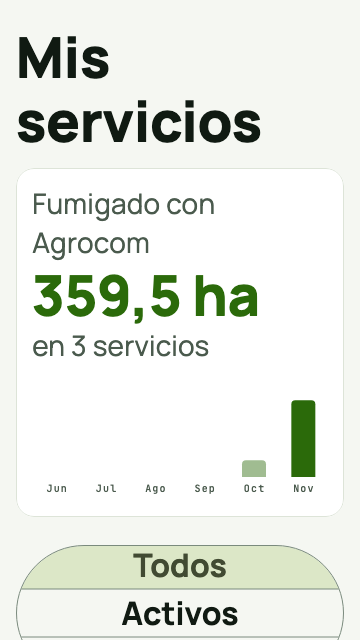 Mis
servicios
Fumigado con
Agrocom
359,5 ha
en 3 servicios
Jun Jul Ago Sep Oct Nov
Todos
Activos